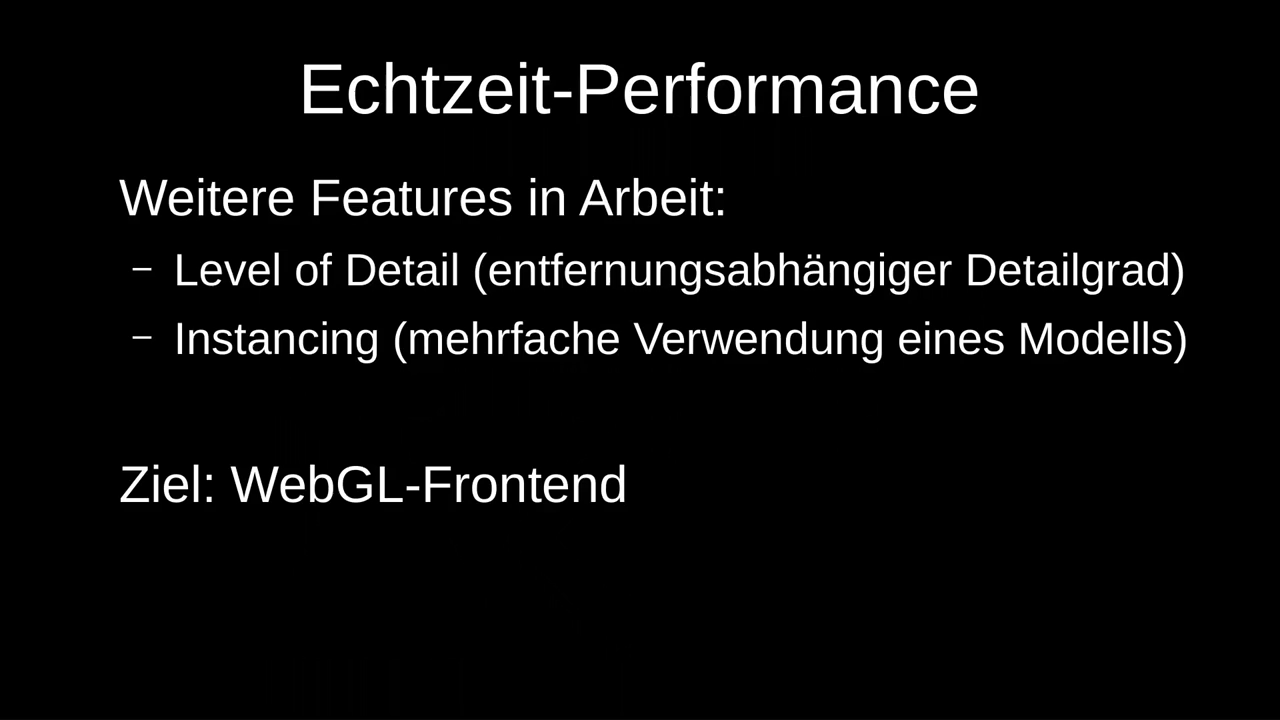 Echtzeit-Performance
Weitere Features in Arbeit:
– Level of Detail (entfernungsabhängiger Detailgrad)
– Instancing (mehrfache Verwendung eines Modells)
Ziel: WebGL-Frontend